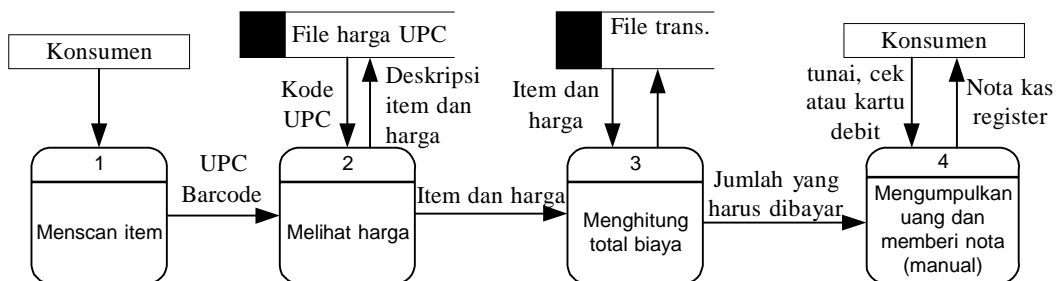 Konsumen
File harga UPC
File trans.
Konsumen
Kode
UPC
Deskripsi
item dan
harga
Item dan
harga
tunai, cek
atau kartu
debit
Nota kas
register
1
Menscan item
UPC
Barcode
2
Melihat harga
Item dan harga
3
Menghitung
total biaya
Jumlah yang
harus dibayar
4
Mengumpulkan
uang dan
memberi nota
(manual)